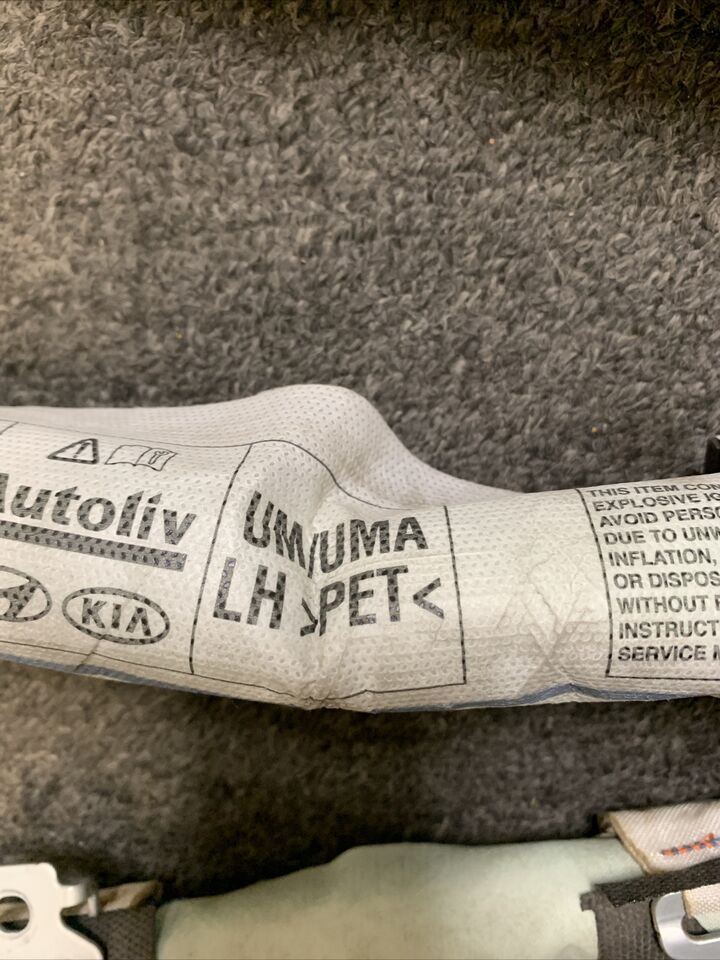 Autoliv
KIA
UM/UMA
LH >PET<
THIS ITEM CON
EXPLOSIVE IG
AVOID PERSO
DUE TO UNW
INFLATION,
OR DISPOS
WITHOUT
INSTRUCT
SERVICE M